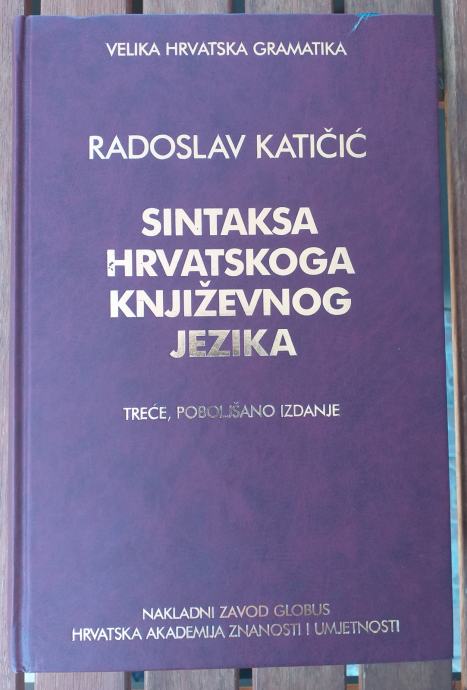 VELIKA HRVATSKA GRAMATIKA
RADOSLAV KATIČIĆ
SINTAKSA
HRVATSKOGA
KNJIŽEVNOG
JEZIKA
TREĆE, POBOLJŠANO IZDANJE
NAKLADNI ZAVOD GLOBUS
HRVATSKA AKADEMIJA ZNANOSTI I UMJETNOSTI